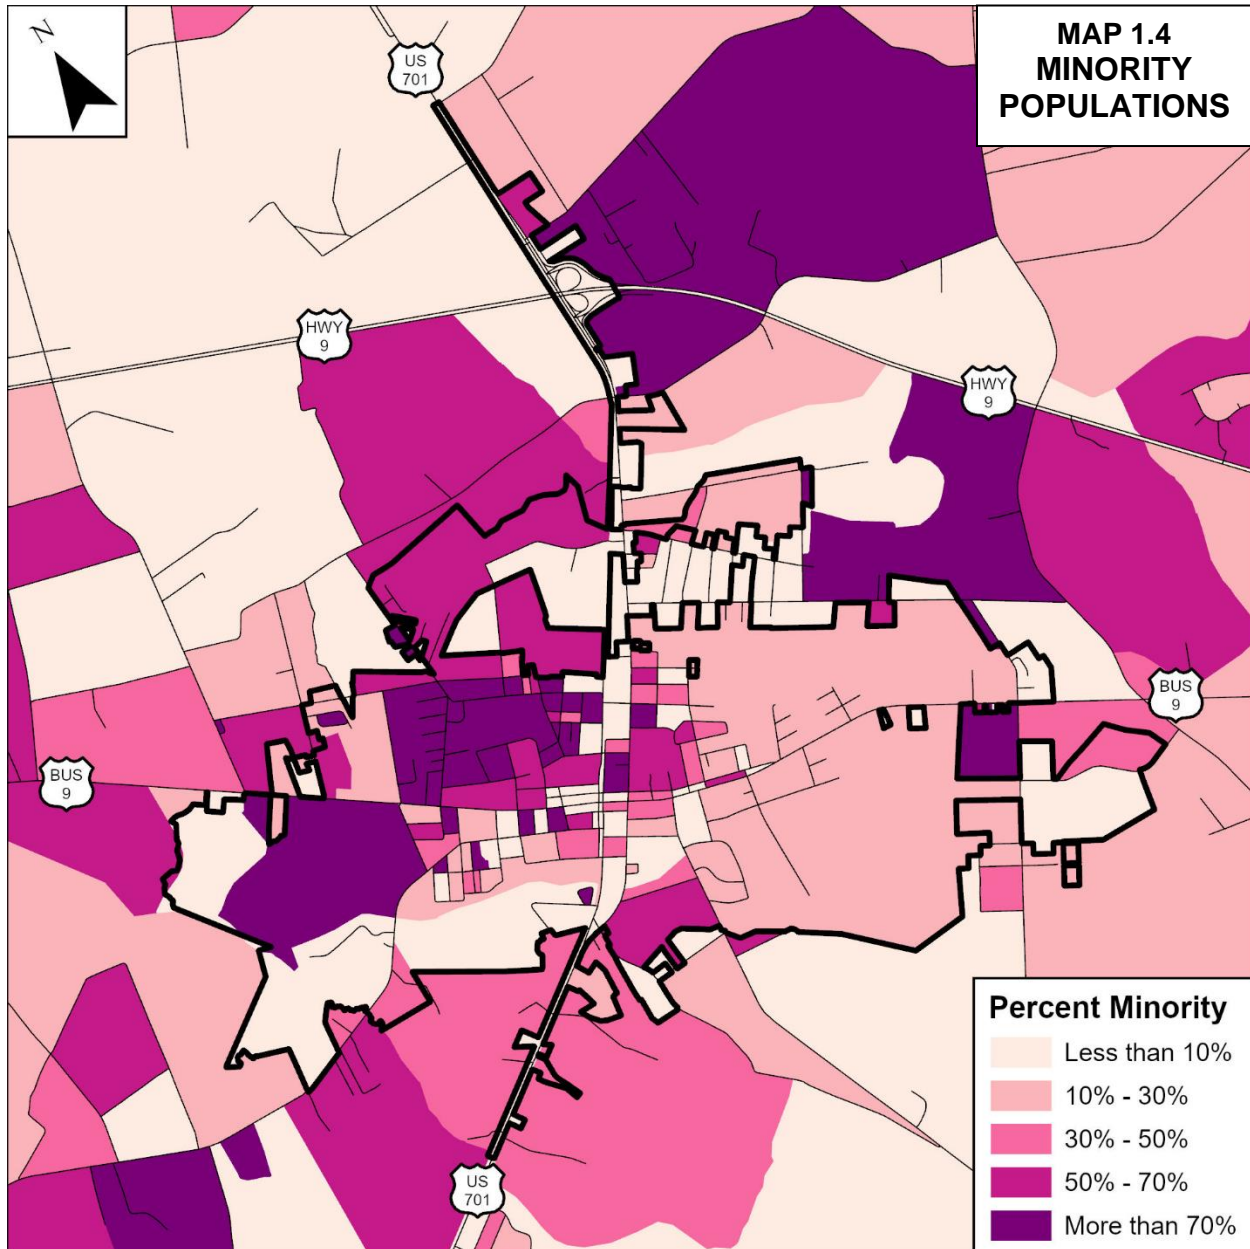 N
MAP 1.4
MINORITY
POPULATIONS
US
701
HWY
9
HWY
9
BUS
9
BUS
9
US
701
Percent Minority
Less than 10%
10% - 30%
30% - 50%
50% - 70%
More than 70%